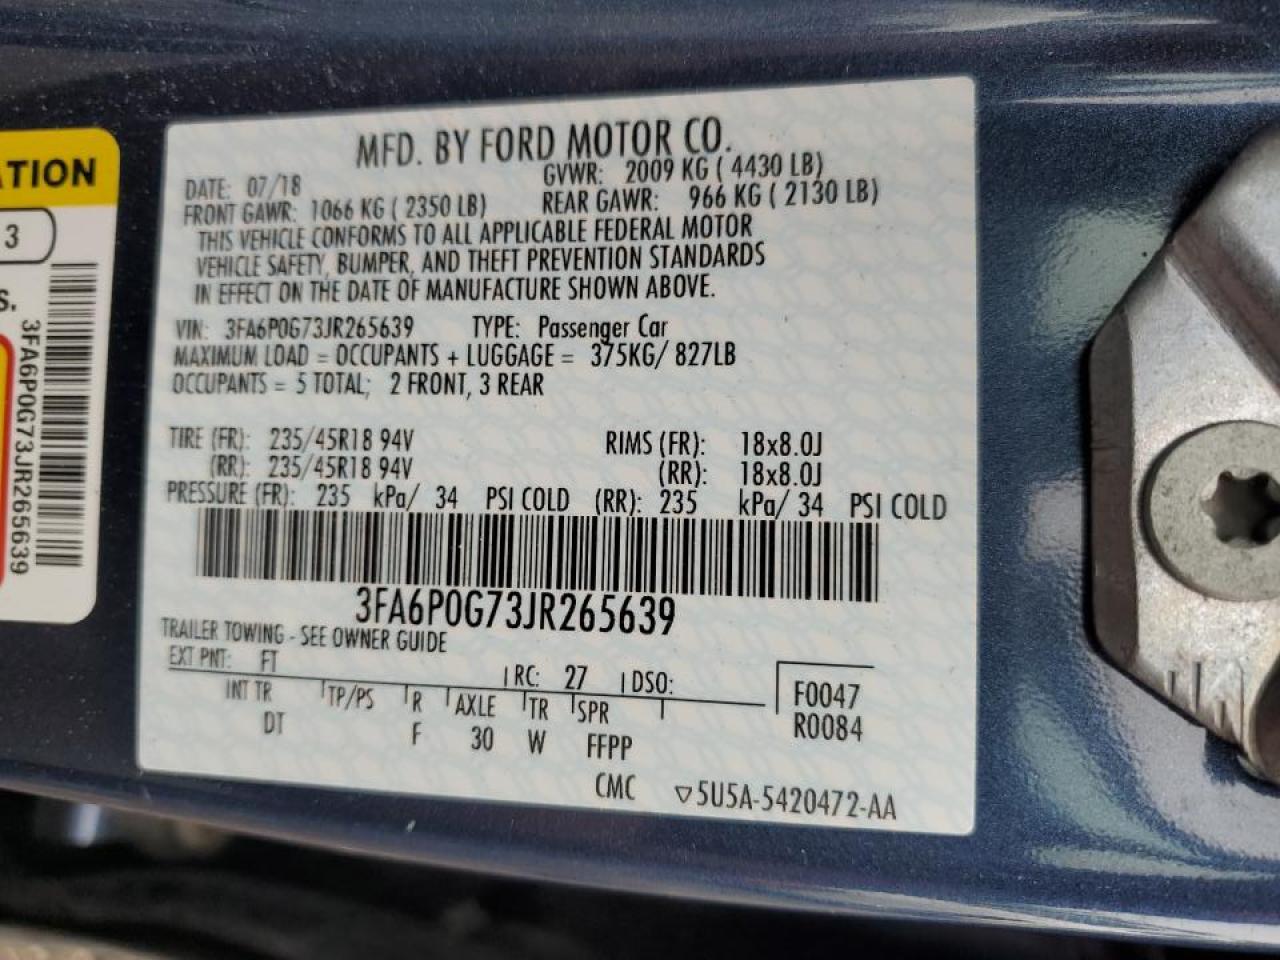 MFD. BY FORD MOTOR CO.
DATE: 07/18 GVWR: 2009 KG ( 4430 LB)
FRONT GAWR: 1066 KG ( 2350 LB) REAR GAWR: 966 KG ( 2130 LB)
THIS VEHICLE CONFORMS TO ALL APPLICABLE FEDERAL MOTOR
VEHICLE SAFETY, BUMPER, AND THEFT PREVENTION STANDARDS
IN EFFECT ON THE DATE OF MANUFACTURE SHOWN ABOVE.
VIN: 3FA6P0G73JR265639 TYPE: Passenger Car
MAXIMUM LOAD = OCCUPANTS + LUGGAGE = 375KG/ 827LB
OCCUPANTS = 5 TOTAL; 2 FRONT, 3 REAR
TIRE (FR): 235/45R18 94V RIMS (FR): 18x8.0J
(RR): 235/45R18 94V (RR): 18x8.0J
PRESSURE (FR): 235 kPa/ 34 PSI COLD (RR): 235 kPa/ 34 PSI COLD
3FA6P0G73JR265639
TRAILER TOWING - SEE OWNER GUIDE
EXT PNT: FT RC: 27 DSO:
F0047
INT TR TP/PS R AXLE TR SPR
R0084
DT F 30 W FFPP
CMC ▽5U5A-5420472-AA
ATION
3
S.
3FA6P0G73JR265639